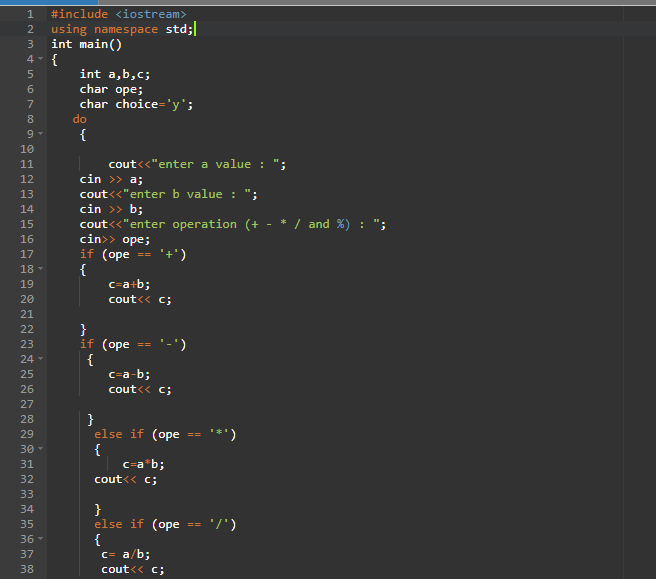 1 #include <iostream>
2 using namespace std;
3 int main()
4 {
5 int a,b,c;
6 char ope;
7 char choice='y';
8 do
9 {
10
11 cout<<"enter a value : ";
12 cin >> a;
13 cout<<"enter b value : ";
14 cin >> b;
15 cout<<"enter operation (+ - * / and %) : ";
16 cin>> ope;
17 if (ope == '+')
18 {
19 c=a+b;
20 cout<< c;
21
22 }
23 if (ope == '-')
24 {
25 c=a-b;
26 cout<< c;
27
28 }
29 else if (ope == '*')
30 {
31 c=a*b;
32 cout<< c;
33
34 }
35 else if (ope == '/')
36 {
37 c= a/b;
38 cout<< c;